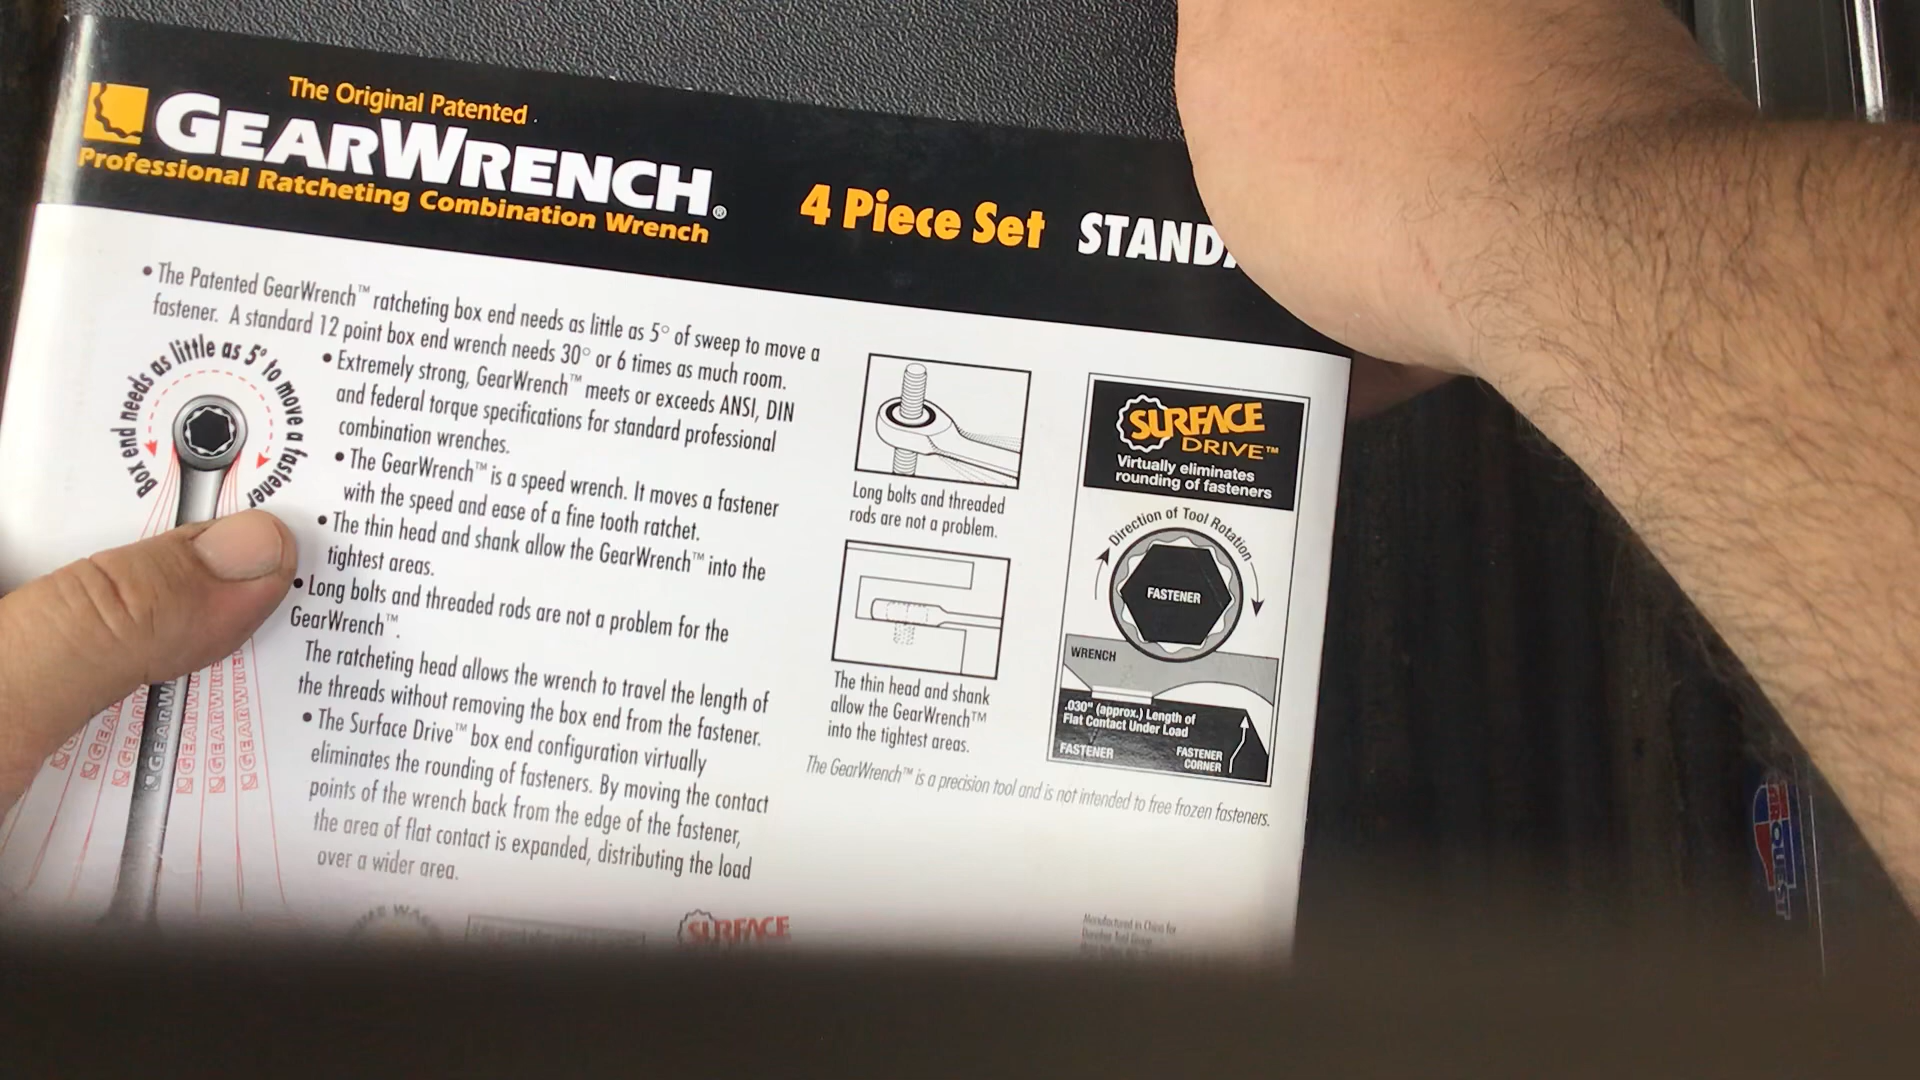 The Original Patented
GEARWRENCH®
Professional Ratcheting Combination Wrench
4 Piece Set
• The Patented GearWrench™ ratcheting box end needs as little as 5° of sweep to move a
fastener. A standard 12 point box end wrench needs 30° or 6 times as much room.
Box end needs as little as 5° to move a fastener
• Extremely strong, GearWrench™ meets or exceeds ANSI, DIN
and federal torque specifications for standard professional
combination wrenches.
• The GearWrench™ is a speed wrench. It moves a fastener
with the speed and ease of a fine tooth ratchet.
• The thin head and shank allow the GearWrench™ into the
tightest areas.
• Long bolts and threaded rods are not a problem for the
GearWrench™.
The ratcheting head allows the wrench to travel the length of
the threads without removing the box end from the fastener.
• The Surface Drive™ box end configuration virtually
eliminates the rounding of fasteners. By moving the contact
points of the wrench back from the edge of the fastener,
the area of flat contact is expanded, distributing the load
over a wider area.
Long bolts and threaded
rods are not a problem.
The thin head and shank
allow the GearWrench™
into the tightest areas.
SURFACE
DRIVE™
Virtually eliminates
rounding of fasteners
Direction of Tool Rotation
FASTENER
WRENCH
.030" (approx.) Length of
Flat Contact Under Load
FASTENER
FASTENER
CORNER
The GearWrench™ is a precision tool and is not intended to free frozen fasteners.
SURFACE
Manufactured in China for